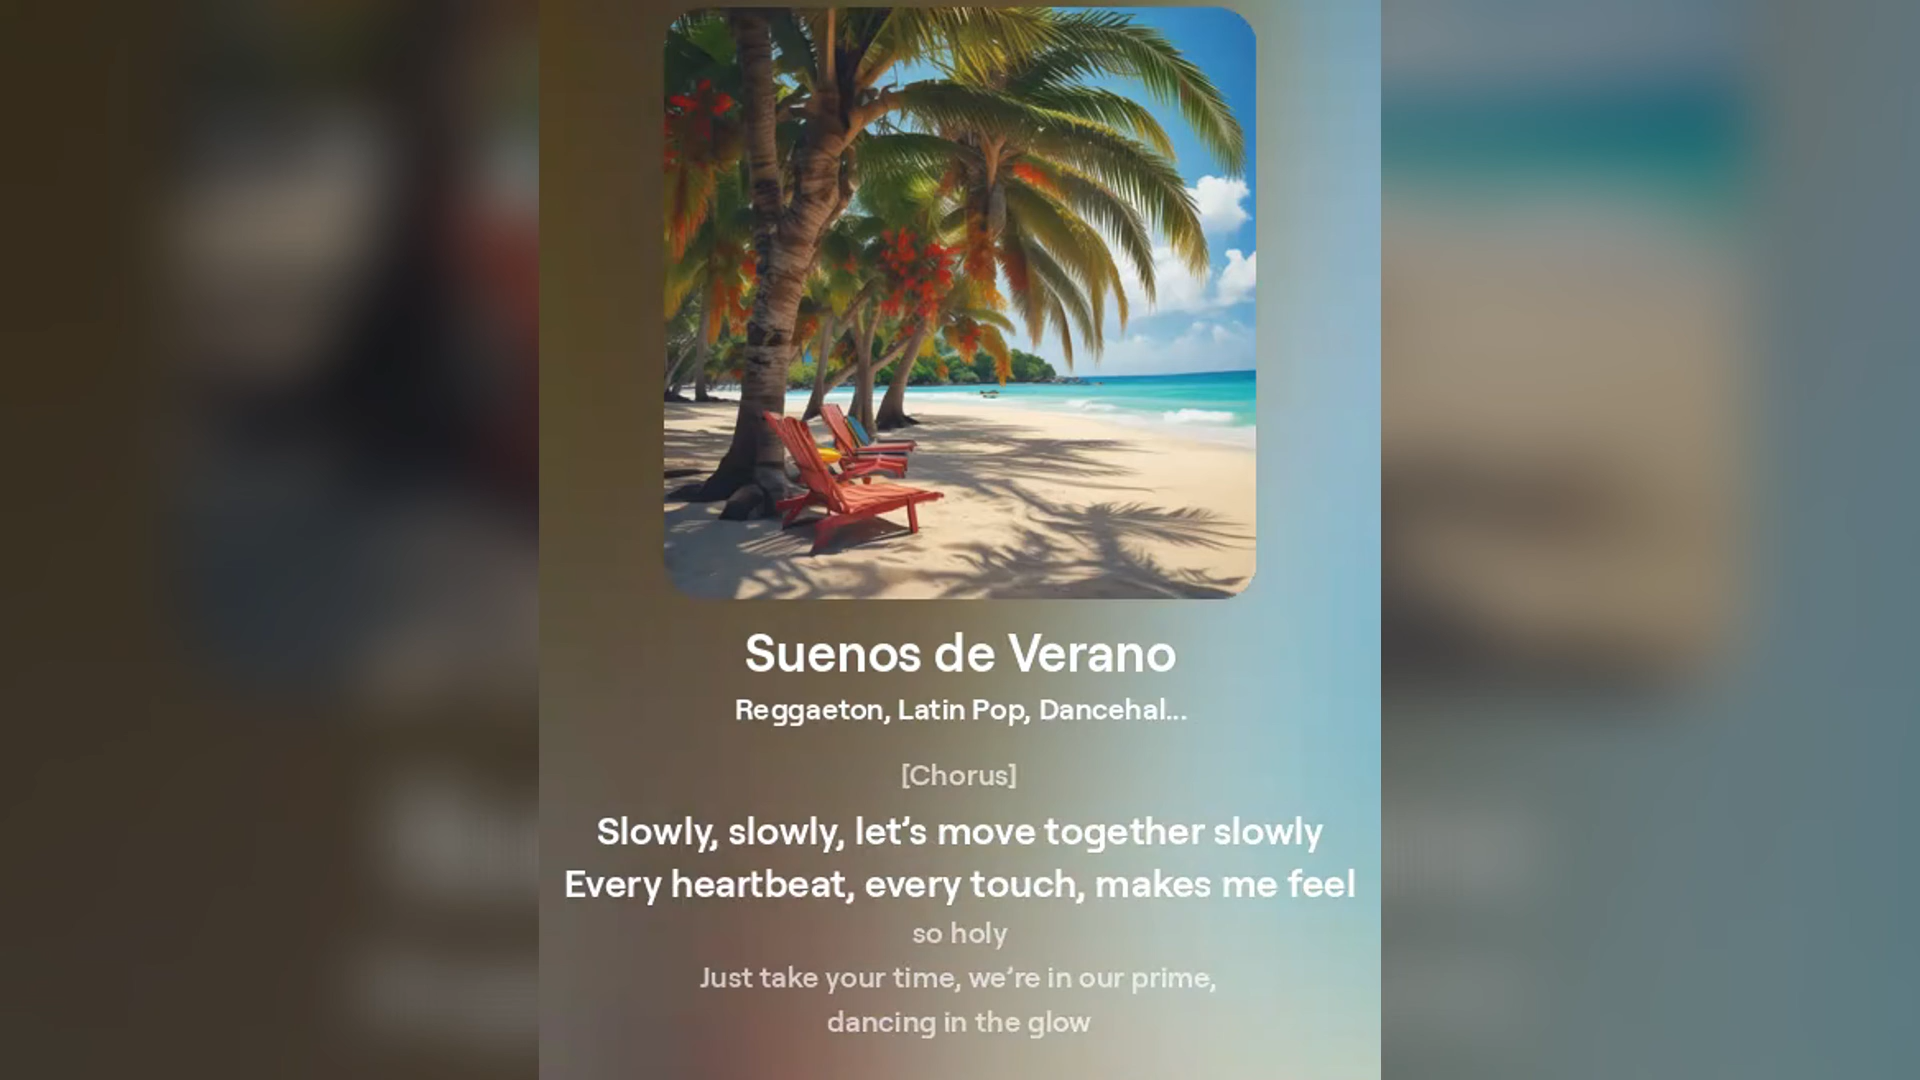 Suenos de Verano
Reggaeton, Latin Pop, Dancehal...
[Chorus]
Slowly, slowly, let’s move together slowly
Every heartbeat, every touch, makes me feel
so holy
Just take your time, we’re in our prime,
dancing in the glow